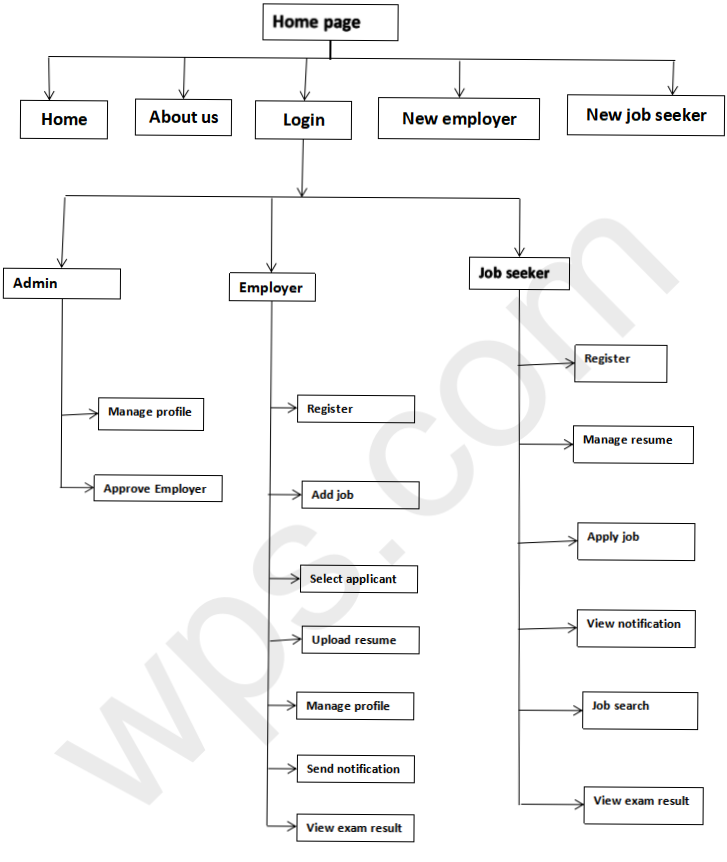 Home page
Home
About us
Login
New employer
New job seeker
Admin
Employer
Job seeker
Manage profile
Approve Employer
Register
Add job
Select applicant
Upload resume
Manage profile
Send notification
View exam result
Register
Manage resume
Apply job
View notification
Job search
View exam result
wps.com